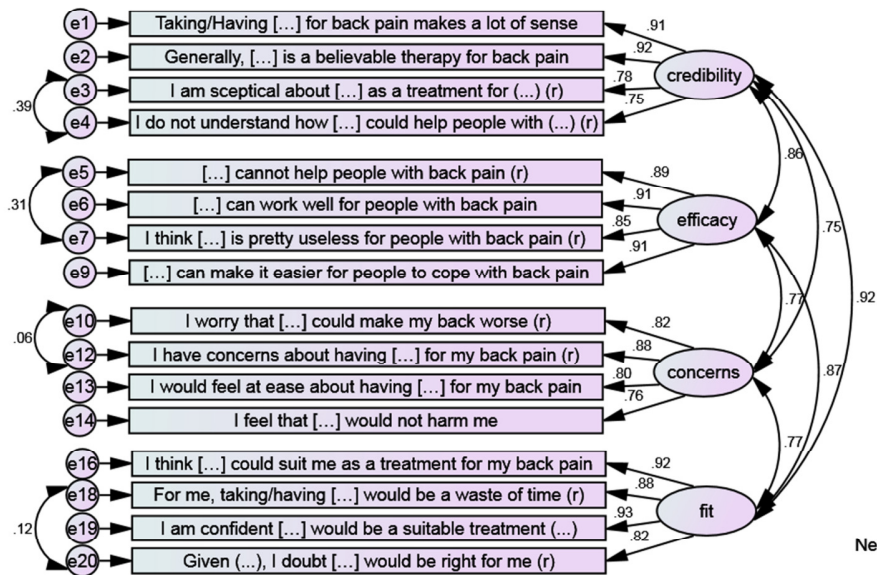 e1 Taking/Having [...] for back pain makes a lot of sense .91
e2 Generally, [...] is a believable therapy for back pain .92
credibility
e3 I am sceptical about [...] as a treatment for (...) (r) .78
.39
e4 I do not understand how [...] could help people with (...) (r) .75
.86
e5 [...] cannot help people with back pain (r) .89
.31
e6 [...] can work well for people with back pain .91
efficacy
e7 I think [...] is pretty useless for people with back pain (r) .85
.75
e9 [...] can make it easier for people to cope with back pain .91
.77
.92
e10 I worry that [...] could make my back worse (r) .82
.06
e12 I have concerns about having [...] for my back pain (r) .88
concerns
.87
e13 I would feel at ease about having [...] for my back pain .80
e14 I feel that [...] would not harm me .76
.77
e16 I think [...] could suit me as a treatment for my back pain .92
e18 For me, taking/having [...] would be a waste of time (r) .88
fit
.12
e19 I am confident [...] would be a suitable treatment (...) .93
e20 Given (...), I doubt [...] would be right for me (r) .82
Ne